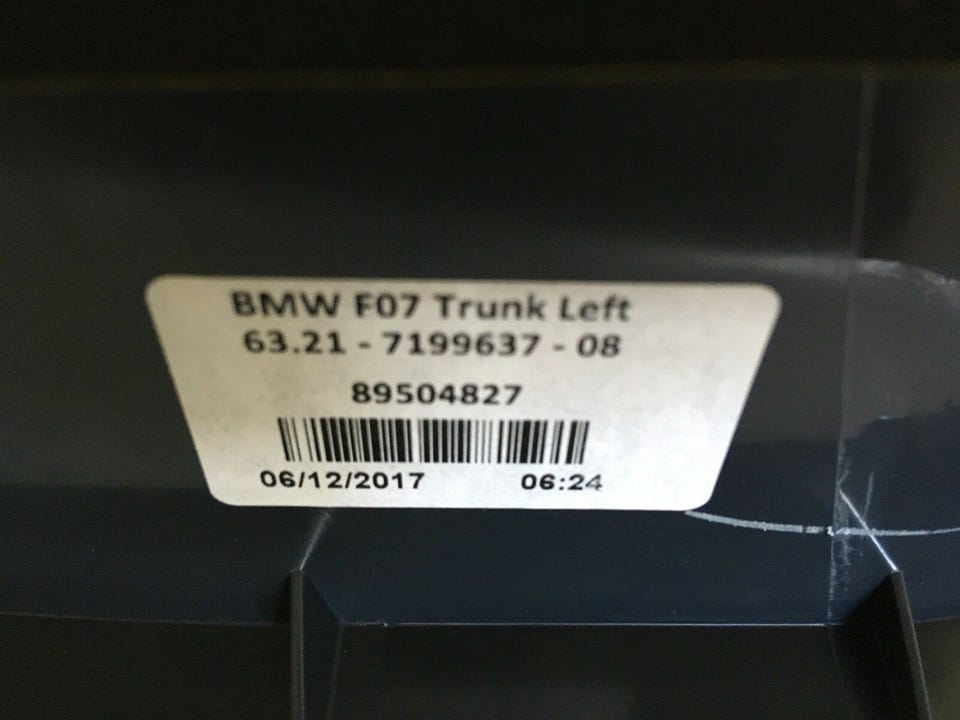 BMW F07 Trunk Left
63.21 - 7199637 - 08
89504827
06/12/2017 06:24